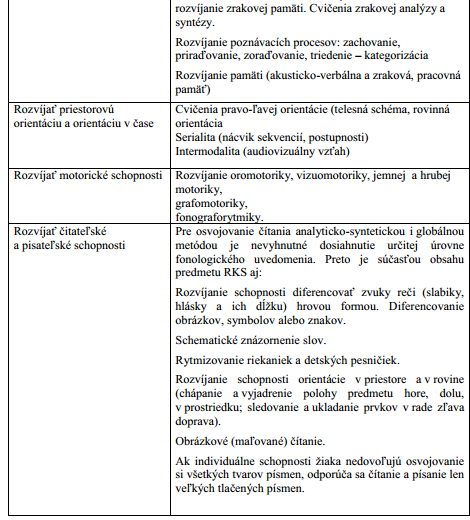 rozvíjanie zrakovej pamäti. Cvičenia zrakovej analýzy a
syntézy.
Rozvíjanie poznávacích procesov: zachovanie,
priraďovanie, zoraďovanie, triedenie – kategorizácia
Rozvíjanie pamäti (akusticko-verbálna a zraková, pracovná
pamäť)
Rozvíjať priestorovú
orientáciu a orientáciu v čase
Cvičenia pravo-ľavej orientácie (telesná schéma, rovinná
orientácia
Serialita (nácvik sekvencií, postupnosti)
Intermodalita (audiovizuálny vzťah)
Rozvíjať motorické schopnosti
Rozvíjanie oromotoriky, vizuomotoriky, jemnej a hrubej
motoriky,
grafomotoriky,
fonograforytmiky.
Rozvíjať čitateľské
a pisateľské schopnosti
Pre osvojovanie čítania analyticko-syntetickou i globálnou
metódou je nevyhnutné dosiahnutie určitej úrovne
fonologického uvedomenia. Preto je súčasťou obsahu
predmetu RKS aj:
Rozvíjanie schopnosti diferencovať zvuky reči (slabiky,
hlásky a ich dĺžku) hrovou formou. Diferencovanie
obrázkov, symbolov alebo znakov.
Schematické znázornenie slov.
Rytmizovanie riekaniek a detských pesničiek.
Rozvíjanie schopnosti orientácie v priestore a v rovine
(chápanie a vyjadrenie polohy predmetu hore, dolu,
v prostriedku; sledovanie a ukladanie prvkov v rade zľava
doprava).
Obrázkové (maľované) čítanie.
Ak individuálne schopnosti žiaka nedovoľujú osvojovanie
si všetkých tvarov písmen, odporúča sa čítanie a písanie len
veľkých tlačených písmen.